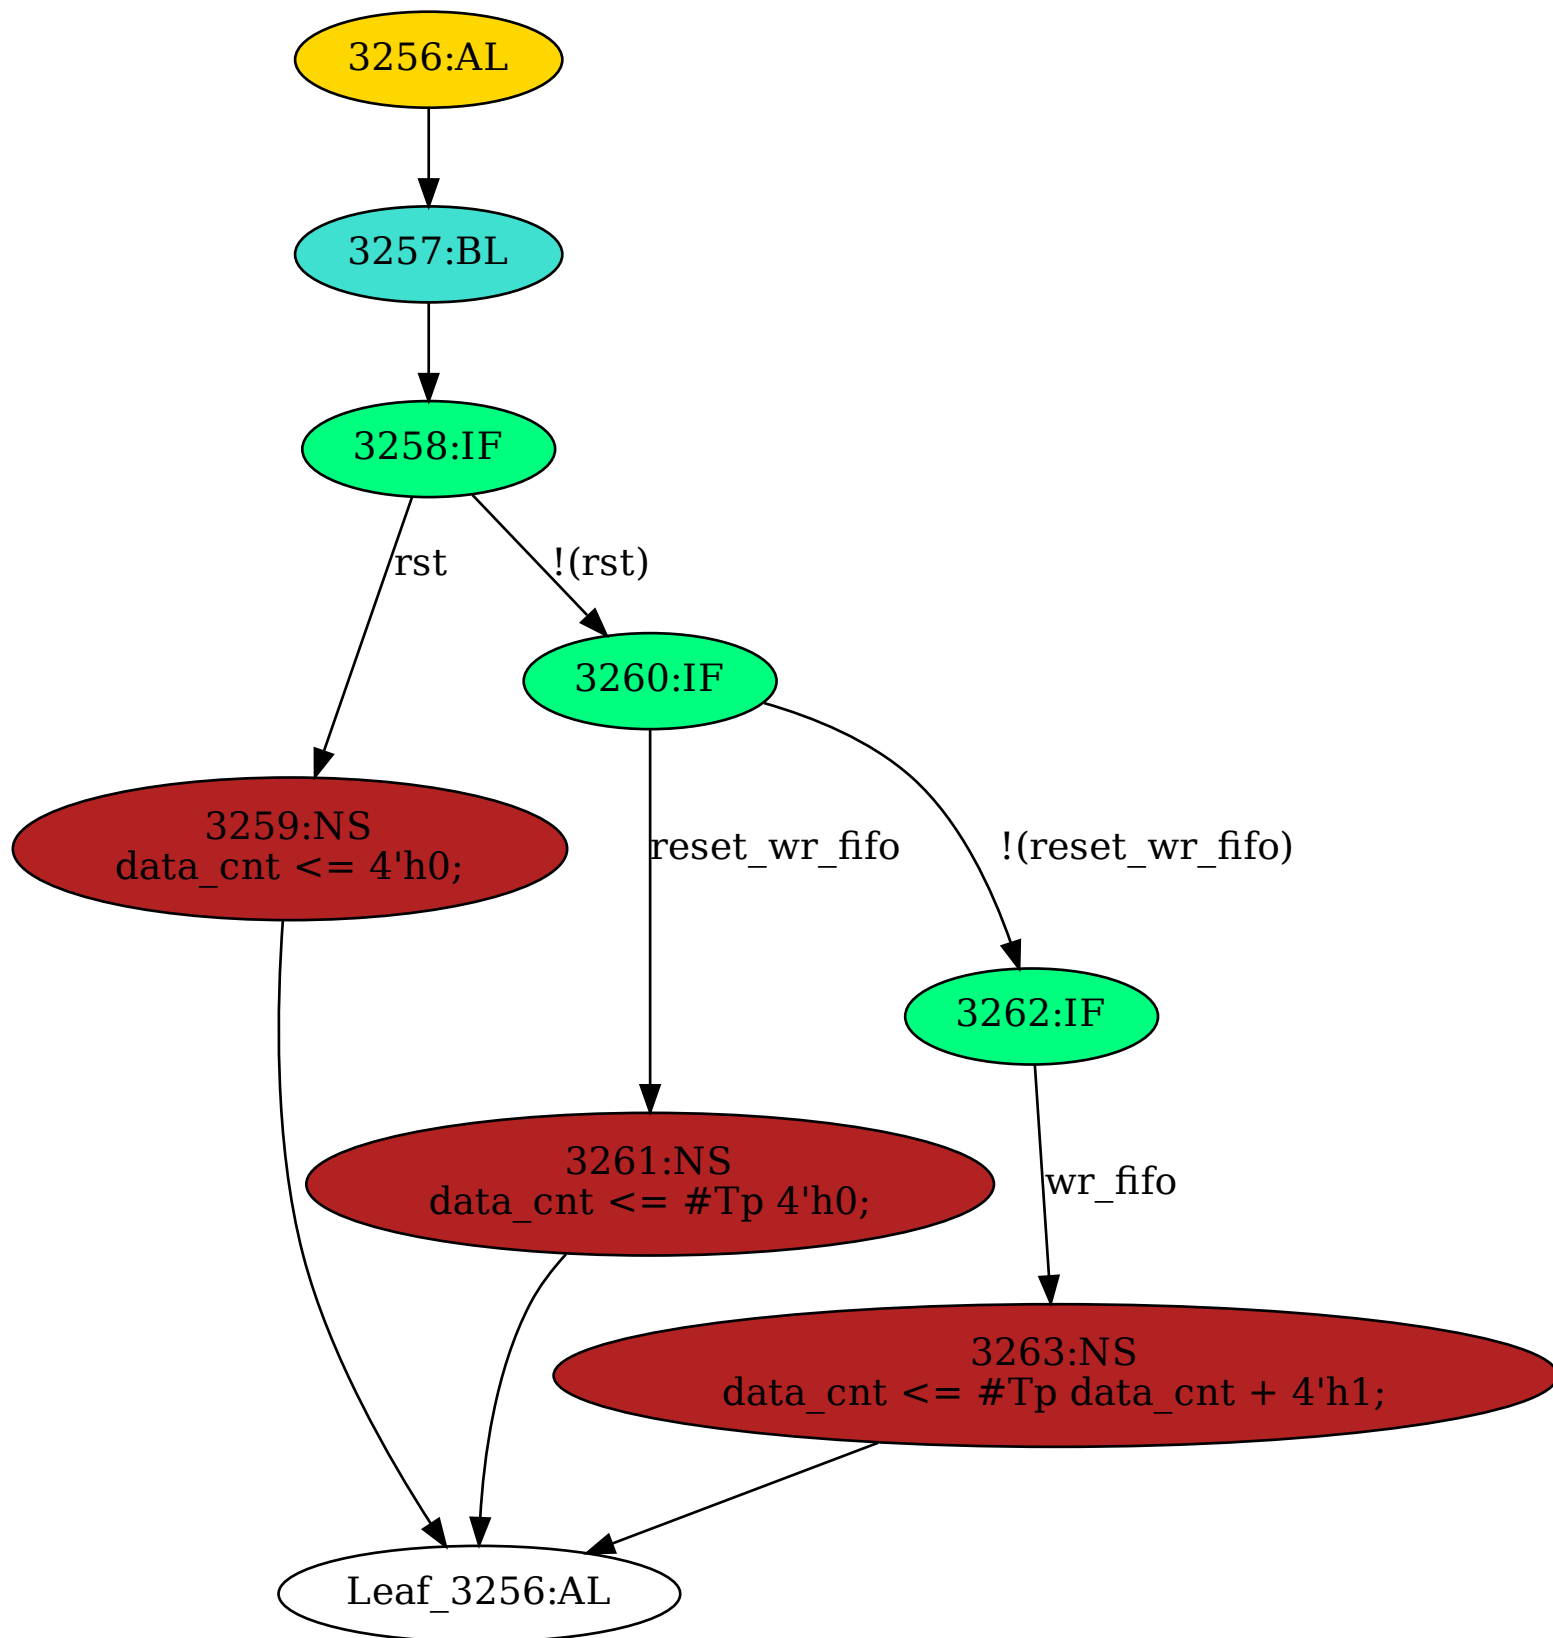 3256:AL
3257:BL
3258:IF
rst
!(rst)
3260:IF
3259:NS
data_cnt <= 4'h0;
reset_wr_fifo
!(reset_wr_fifo)
3262:IF
3261:NS
data_cnt <= #Tp 4'h0;
wr_fifo
3263:NS
data_cnt <= #Tp data_cnt + 4'h1;
Leaf_3256:AL